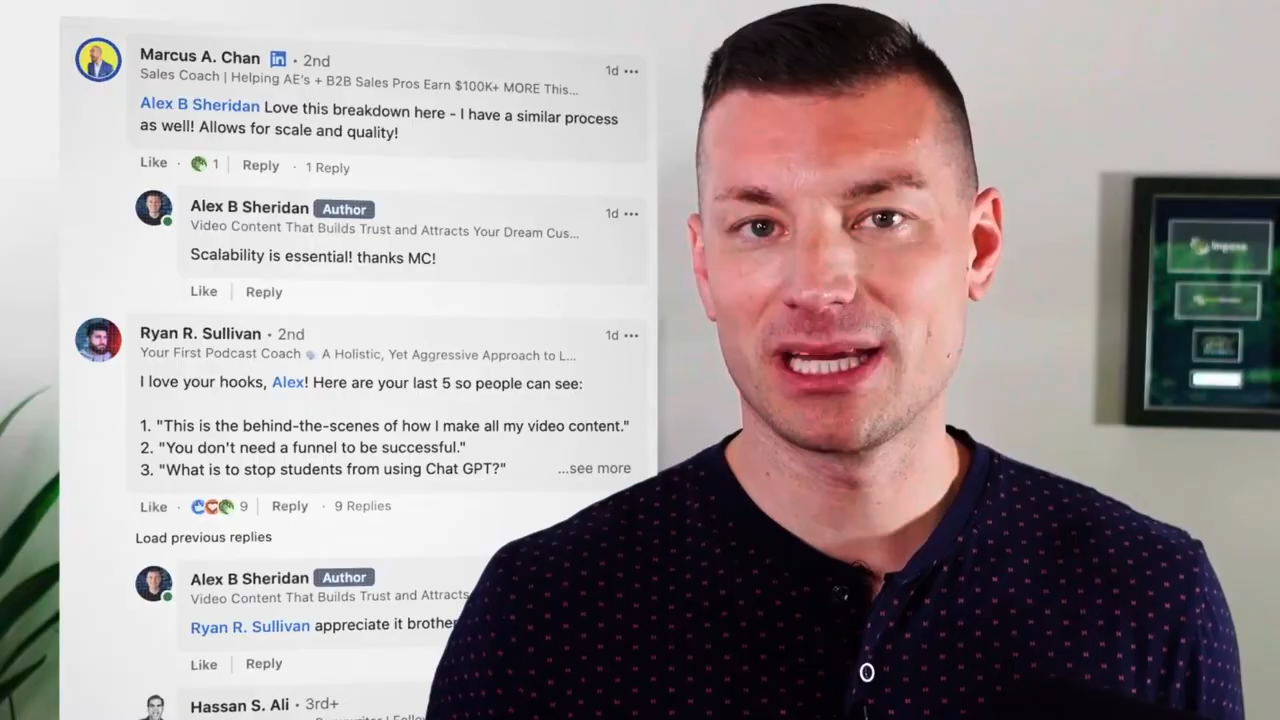 Marcus A. Chan in • 2nd
1d •••
Sales Coach | Helping AE's + B2B Sales Pros Earn $100K+ MORE This...
Alex B Sheridan Love this breakdown here - I have a similar process
as well! Allows for scale and quality!
Like · 1 | Reply · 1 Reply
Alex B Sheridan Author
1d •••
Video Content That Builds Trust and Attracts Your Dream Cus...
Scalability is essential! thanks MC!
Like | Reply
Ryan R. Sullivan • 2nd
1d •••
Your First Podcast Coach A Holistic, Yet Aggressive Approach to L...
I love your hooks, Alex! Here are your last 5 so people can see:
1. "This is the behind-the-scenes of how I make all my video content."
2. "You don't need a funnel to be successful."
3. "What is to stop students from using Chat GPT?" ...see more
Like · 9 | Reply · 9 Replies
Load previous replies
Alex B Sheridan Author
Video Content That Builds Trust and Attracts
Ryan R. Sullivan appreciate it brother
Like | Reply
Hassan S. Ali • 3rd+